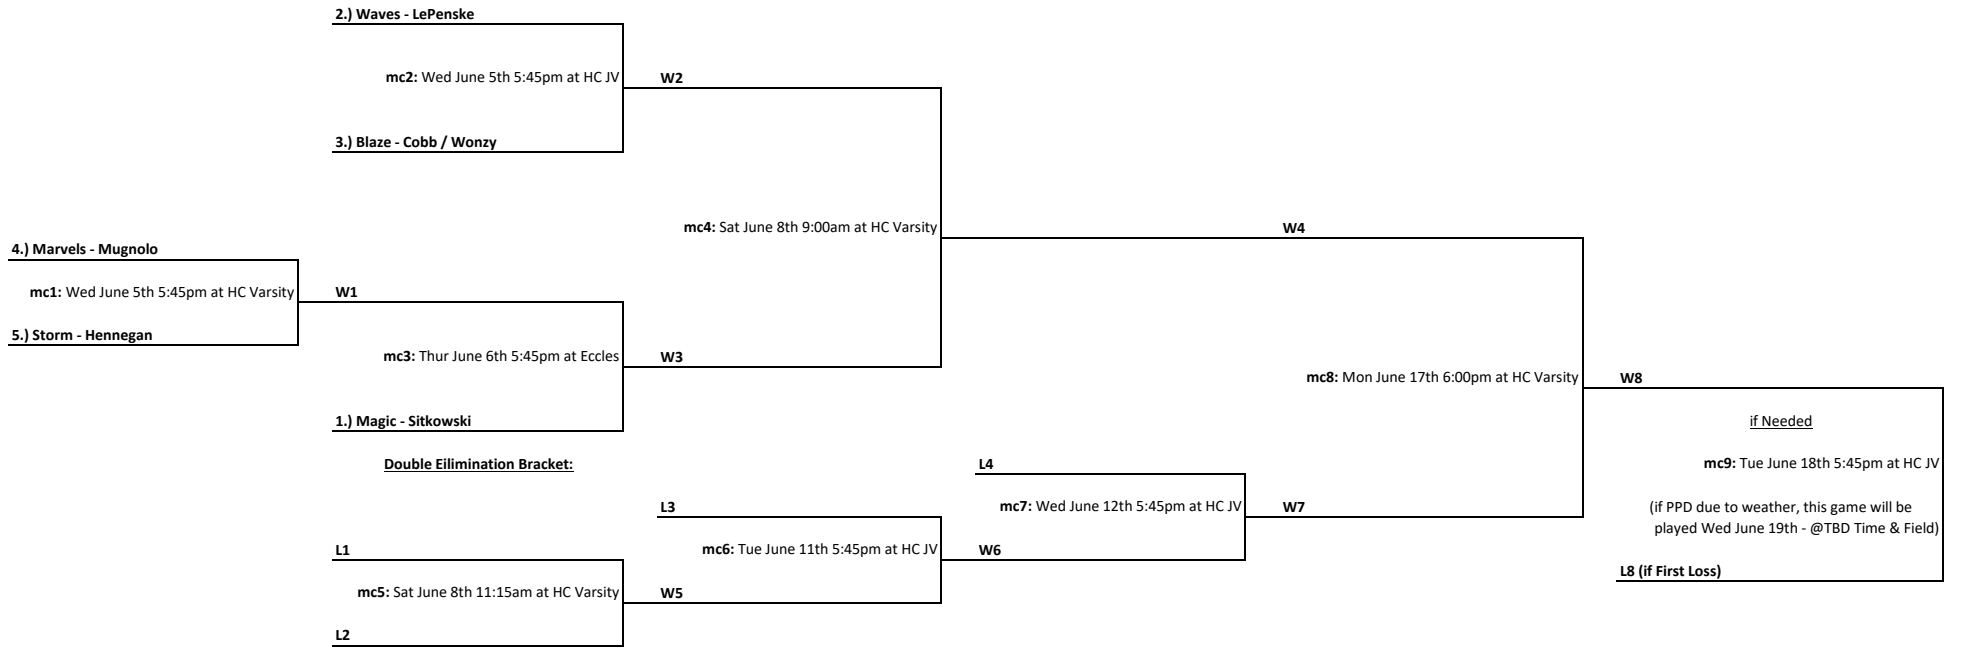 2.) Waves - LePenske
mc2: Wed June 5th 5:45pm at HC JV
W2
3.) Blaze - Cobb / Wonzy
mc4: Sat June 8th 9:00am at HC Varsity
W4
4.) Marvels - Mugnolo
mc1: Wed June 5th 5:45pm at HC Varsity
W1
5.) Storm - Hennegan
mc3: Thur June 6th 5:45pm at Eccles
W3
mc8: Mon June 17th 6:00pm at HC Varsity
W8
1.) Magic - Sitkowski
if Needed
Double Eilimination Bracket:
L4
mc9: Tue June 18th 5:45pm at HC JV
L3
mc7: Wed June 12th 5:45pm at HC JV
W7
(if PPD due to weather, this game will be
played Wed June 19th - @TBD Time & Field)
L1
mc6: Tue June 11th 5:45pm at HC JV
W6
L8 (if First Loss)
mc5: Sat June 8th 11:15am at HC Varsity
W5
L2